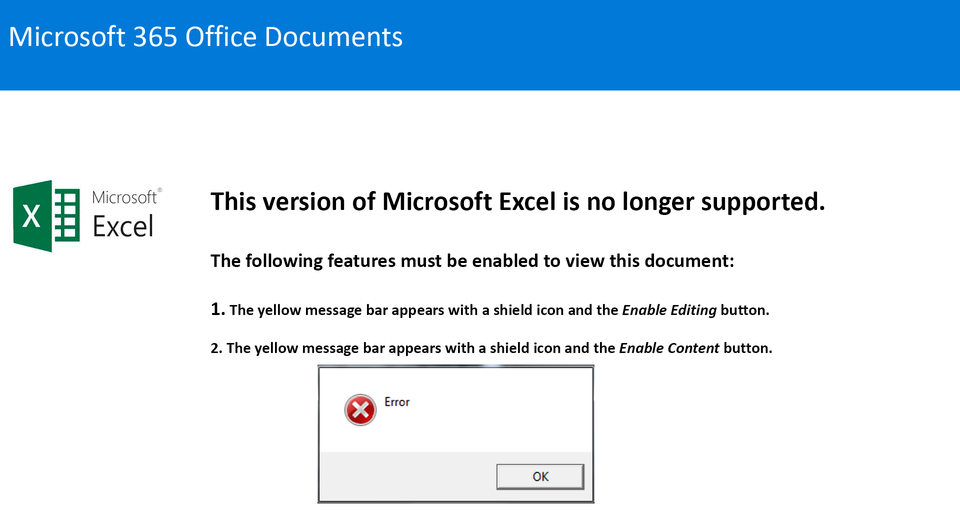 Microsoft 365 Office Documents
X
Microsoft®
Excel
This version of Microsoft Excel is no longer supported.
The following features must be enabled to view this document:
1. The yellow message bar appears with a shield icon and the Enable Editing button.
2. The yellow message bar appears with a shield icon and the Enable Content button.
Error
OK